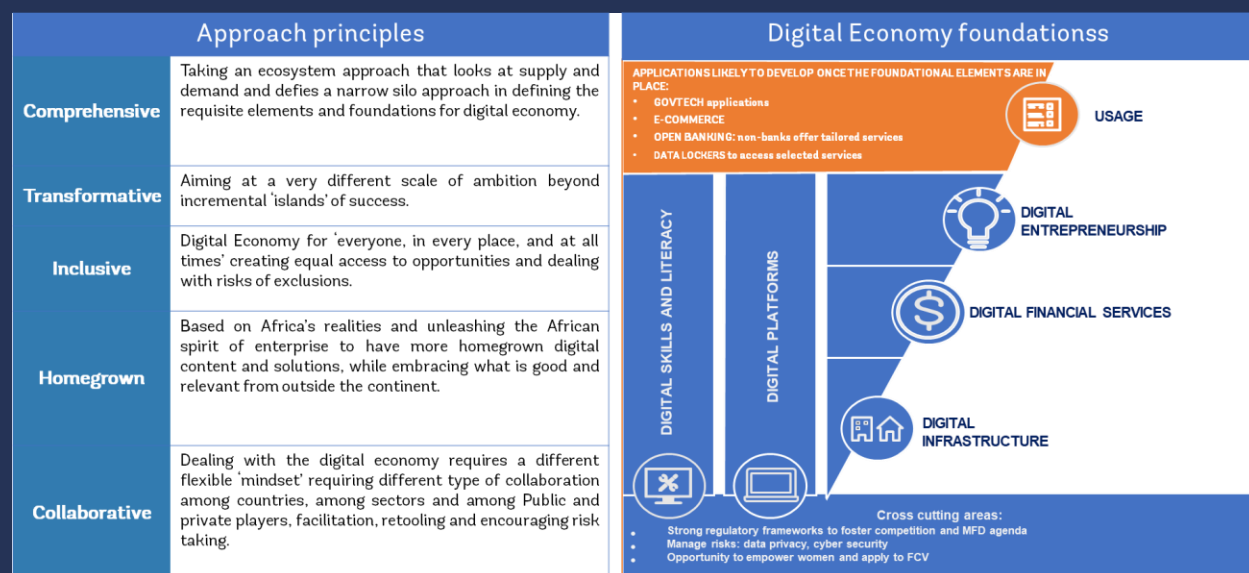 Approach principles
Comprehensive
Taking an ecosystem approach that looks at supply and
demand and defies a narrow silo approach in defining the
requisite elements and foundations for digital economy.
Transformative
Aiming at a very different scale of ambition beyond
incremental 'islands' of success.
Inclusive
Digital Economy for 'everyone, in every place, and at all
times' creating equal access to opportunities and dealing
with risks of exclusions.
Homegrown
Based on Africa's realities and unleashing the African
spirit of enterprise to have more homegrown digital
content and solutions, while embracing what is good and
relevant from outside the continent.
Collaborative
Dealing with the digital economy requires a different
flexible 'mindset' requiring different type of collaboration
among countries, among sectors and among Public and
private players, facilitation, retooling and encouraging risk
taking.
Digital Economy foundationss
APPLICATIONS LIKELY TO DEVELOP ONCE THE FOUNDATIONAL ELEMENTS ARE IN
PLACE:
• GOVTECH applications
• E-COMMERCE
• OPEN BANKING: non-banks offer tailored services
• DATA LOCKERS to access selected services
USAGE
DIGITAL SKILLS AND LITERACY
DIGITAL PLATFORMS
DIGITAL
ENTREPRENEURSHIP
$
DIGITAL FINANCIAL SERVICES
DIGITAL
INFRASTRUCTURE
Cross cutting areas:
• Strong regulatory frameworks to foster competition and MFD agenda
• Manage risks: data privacy, cyber security
• Opportunity to empower women and apply to FCV